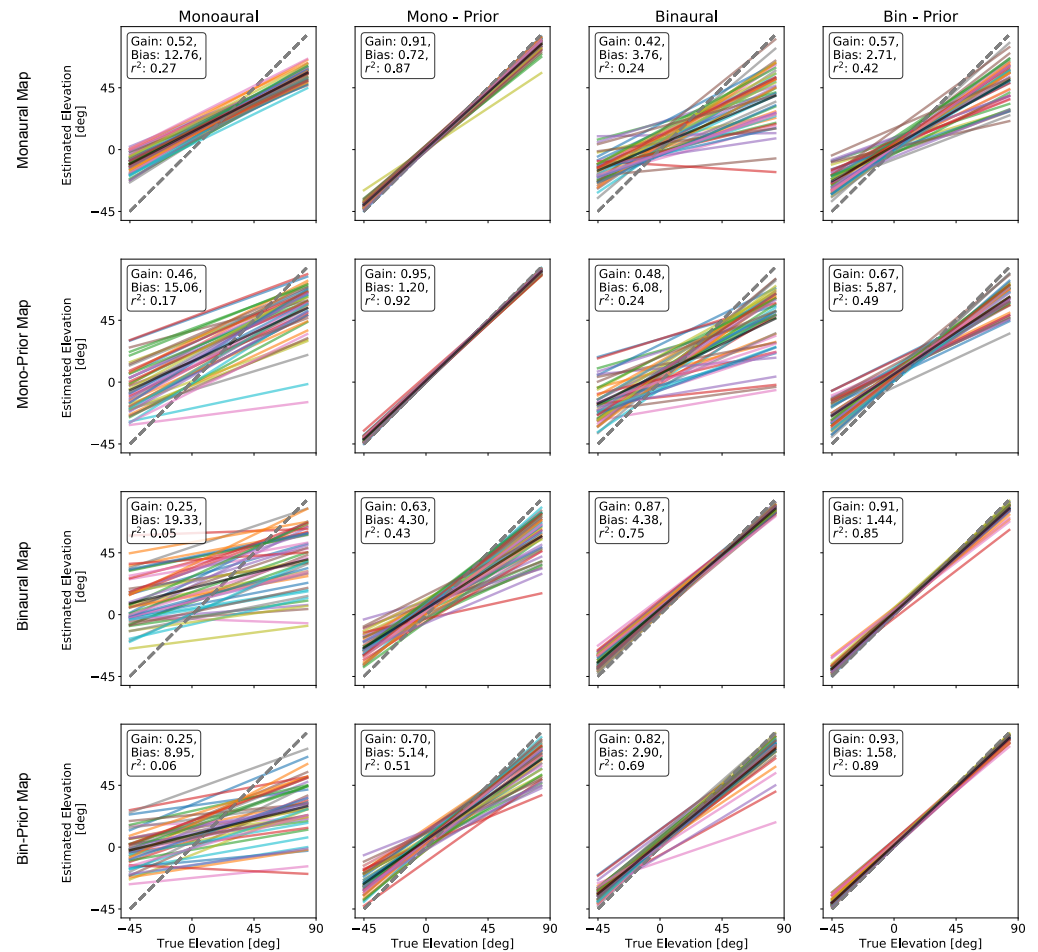 Monoaural
Mono - Prior
Binaural
Bin - Prior
Monaural Map
Estimated Elevation
[deg]
45
0
−45
Gain: 0.52,
Bias: 12.76,
r²: 0.27
Gain: 0.91,
Bias: 0.72,
r²: 0.87
Gain: 0.42,
Bias: 3.76,
r²: 0.24
Gain: 0.57,
Bias: 2.71,
r²: 0.42
Mono-Prior Map
Estimated Elevation
[deg]
45
0
−45
Gain: 0.46,
Bias: 15.06,
r²: 0.17
Gain: 0.95,
Bias: 1.20,
r²: 0.92
Gain: 0.48,
Bias: 6.08,
r²: 0.24
Gain: 0.67,
Bias: 5.87,
r²: 0.49
Binaural Map
Estimated Elevation
[deg]
45
0
−45
Gain: 0.25,
Bias: 19.33,
r²: 0.05
Gain: 0.63,
Bias: 4.30,
r²: 0.43
Gain: 0.87,
Bias: 4.38,
r²: 0.75
Gain: 0.91,
Bias: 1.44,
r²: 0.85
Bin-Prior Map
Estimated Elevation
[deg]
45
0
−45
Gain: 0.25,
Bias: 8.95,
r²: 0.06
Gain: 0.70,
Bias: 5.14,
r²: 0.51
Gain: 0.82,
Bias: 2.90,
r²: 0.69
Gain: 0.93,
Bias: 1.58,
r²: 0.89
−45 0 45 90
−45 0 45 90
−45 0 45 90
−45 0 45 90
True Elevation [deg]
True Elevation [deg]
True Elevation [deg]
True Elevation [deg]